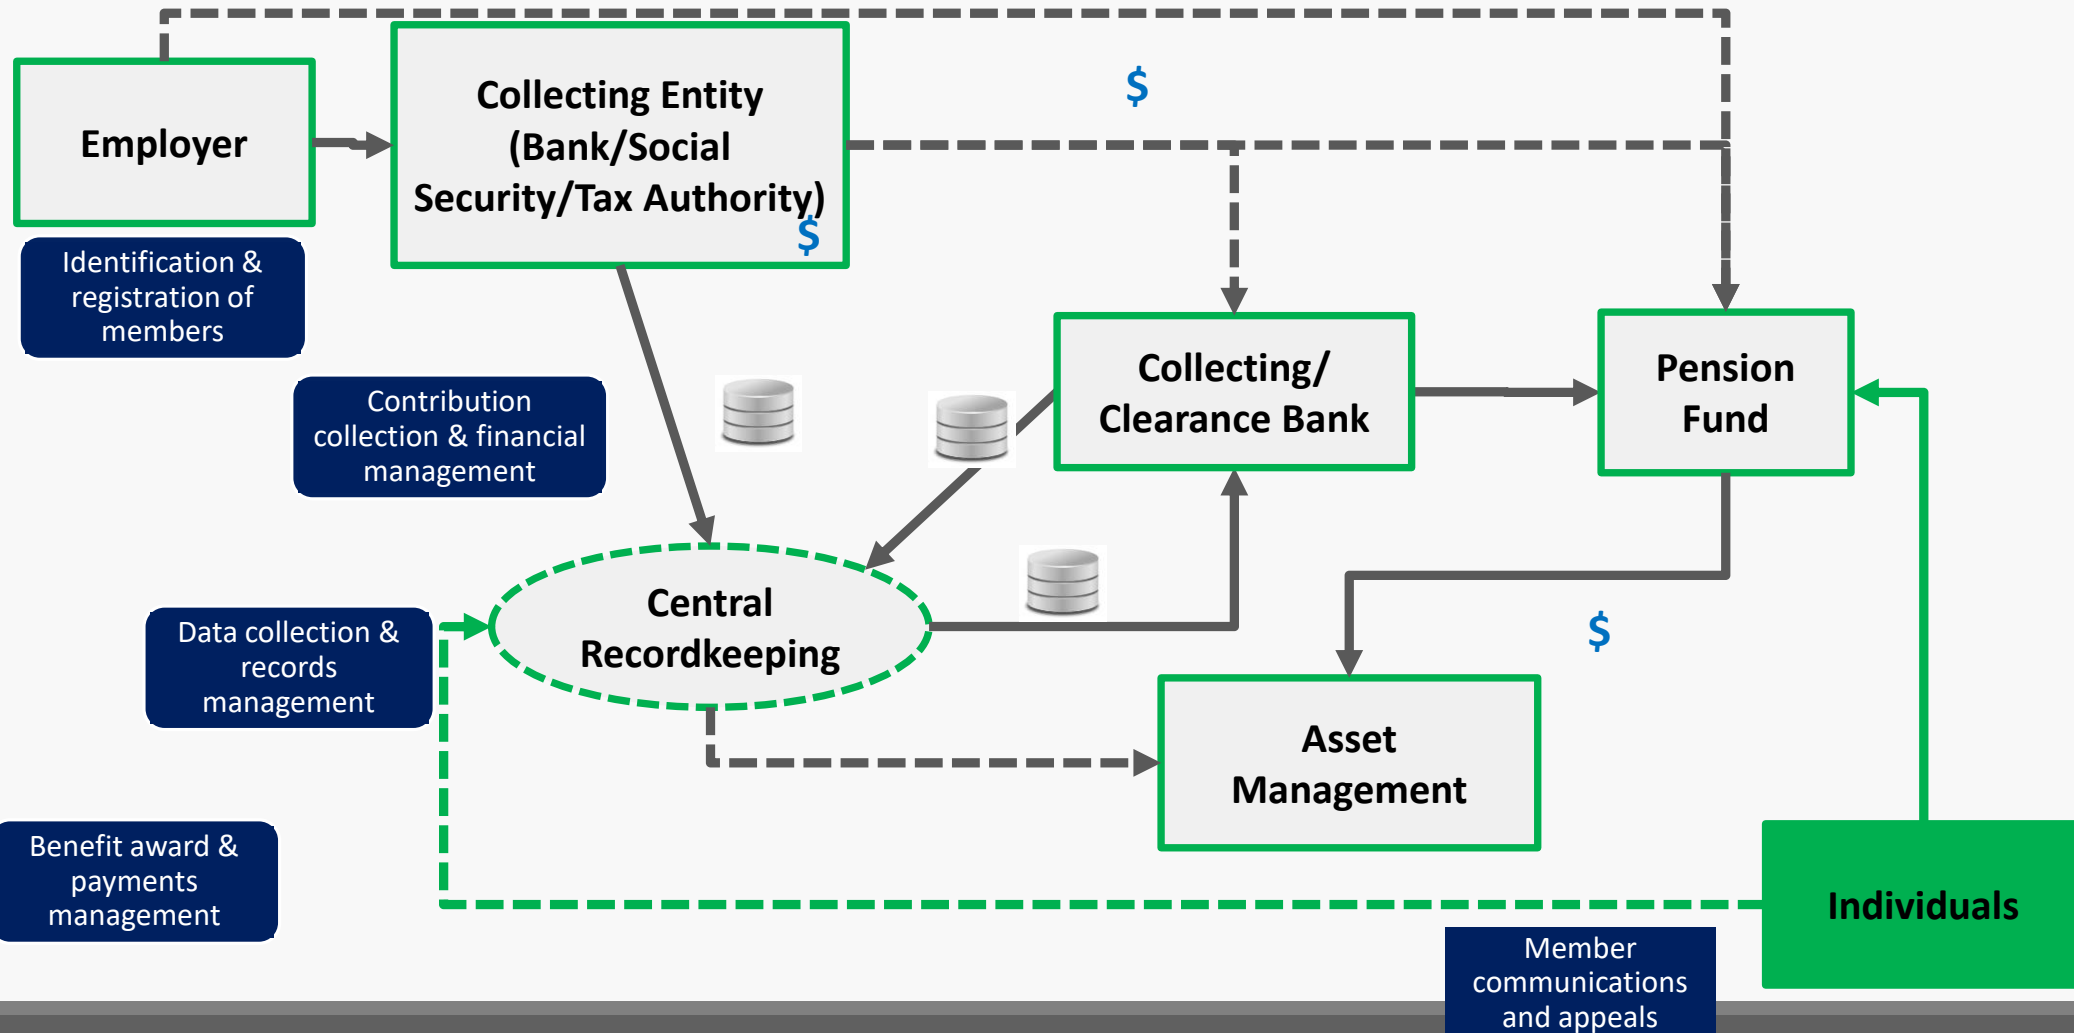 $
Employer
Collecting Entity
(Bank/Social
Security/Tax Authority)
$
Identification &
registration of
members
Contribution
collection & financial
management
Collecting/
Clearance Bank
Pension
Fund
Central
Recordkeeping
Data collection &
records
management
$
Asset
Management
Benefit award &
payments
management
Individuals
Member
communications
and appeals